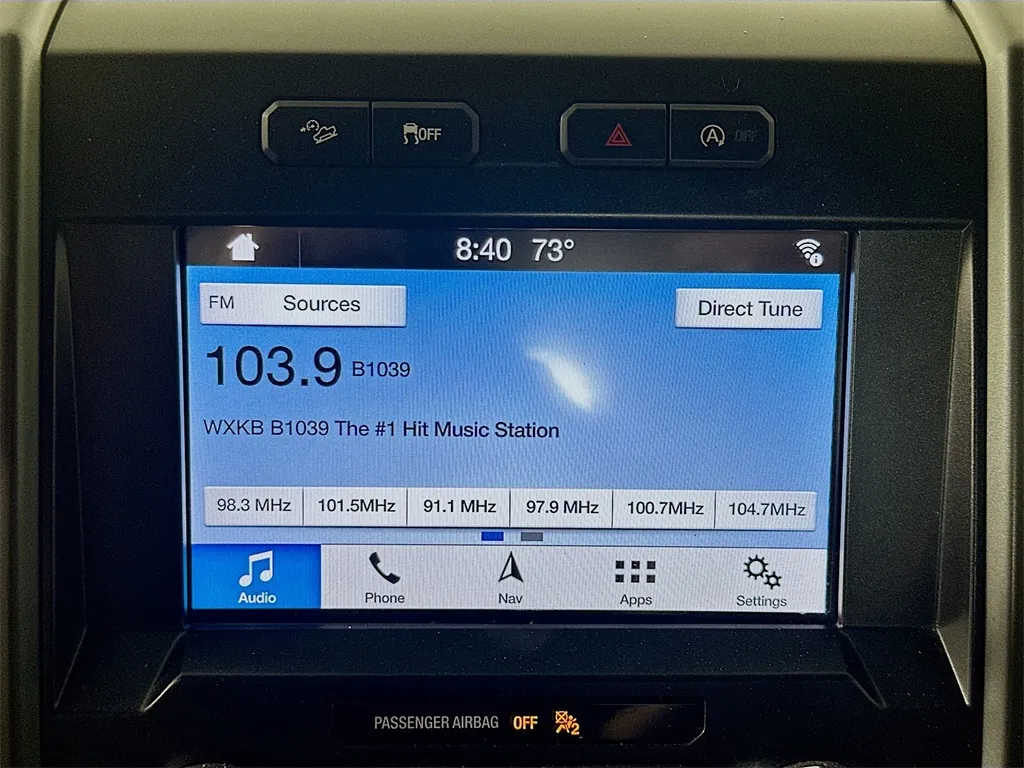 OFF
A OFF
8:40 73°
FM Sources
Direct Tune
103.9 B1039
WXKB B1039 The #1 Hit Music Station
98.3 MHz 101.5MHz 91.1 MHz 97.9 MHz 100.7MHz 104.7MHz
Audio Phone Nav Apps Settings
PASSENGER AIRBAG OFF 2